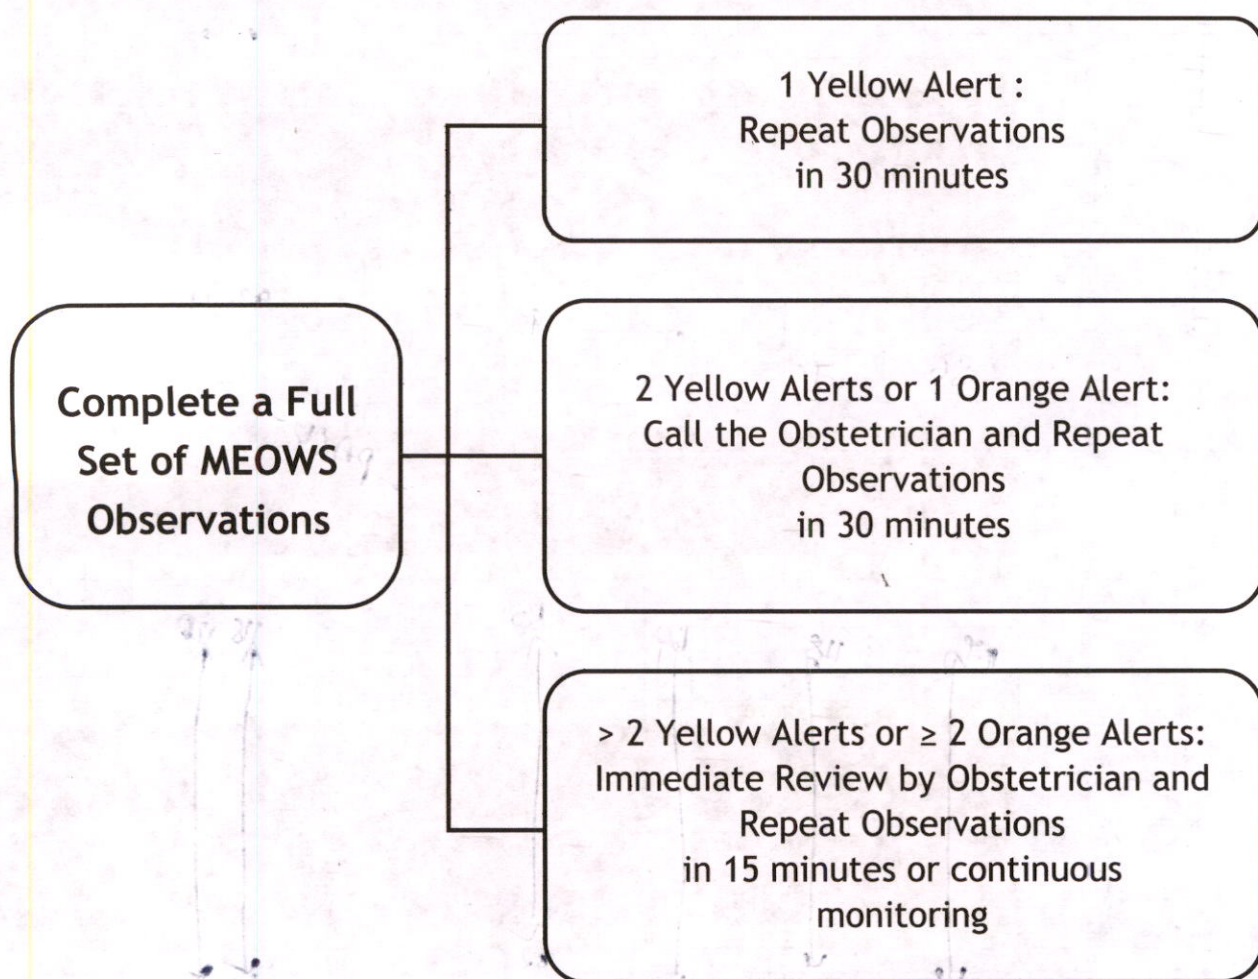 1 Yellow Alert :
Repeat Observations
in 30 minutes
Complete a Full
Set of MEOWS
Observations
2 Yellow Alerts or 1 Orange Alert:
Call the Obstetrician and Repeat
Observations
in 30 minutes
> 2 Yellow Alerts or ≥ 2 Orange Alerts:
Immediate Review by Obstetrician and
Repeat Observations
in 15 minutes or continuous
monitoring